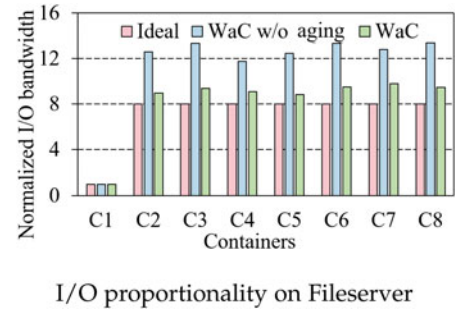 Ideal WaC w/o aging WaC
Normalized I/O bandwidth
16
12
8
4
0
C1 C2 C3 C4 C5 C6 C7 C8
Containers
I/O proportionality on Fileserver